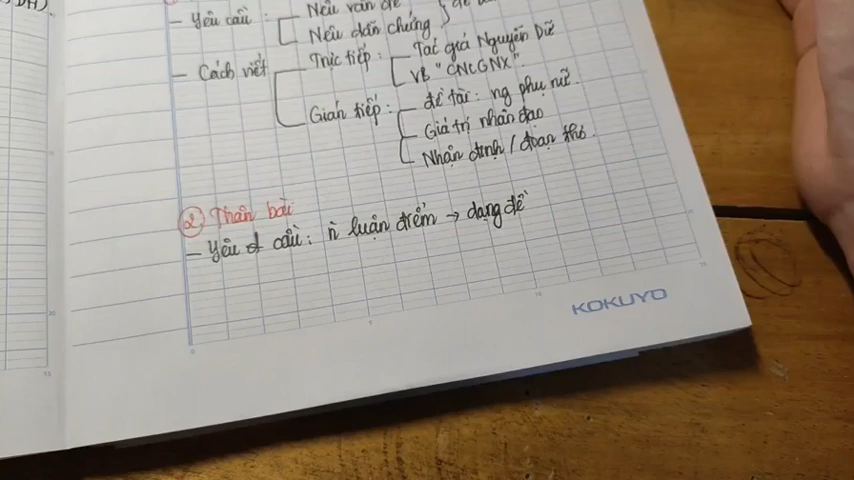 - Yêu cầu : Nêu vấn đề
Nêu dẫn chứng
- Cách viết
Trực tiếp : Tác giả Nguyễn Dữ
VB "CNCGNX".
Gián tiếp : đề tài : ng phụ nữ.
Giá trị nhân đạo
Nhận định / đoạn thơ.
② Thân bài
- Yêu cầu : n luận điểm → dạng đề
KOKUYO